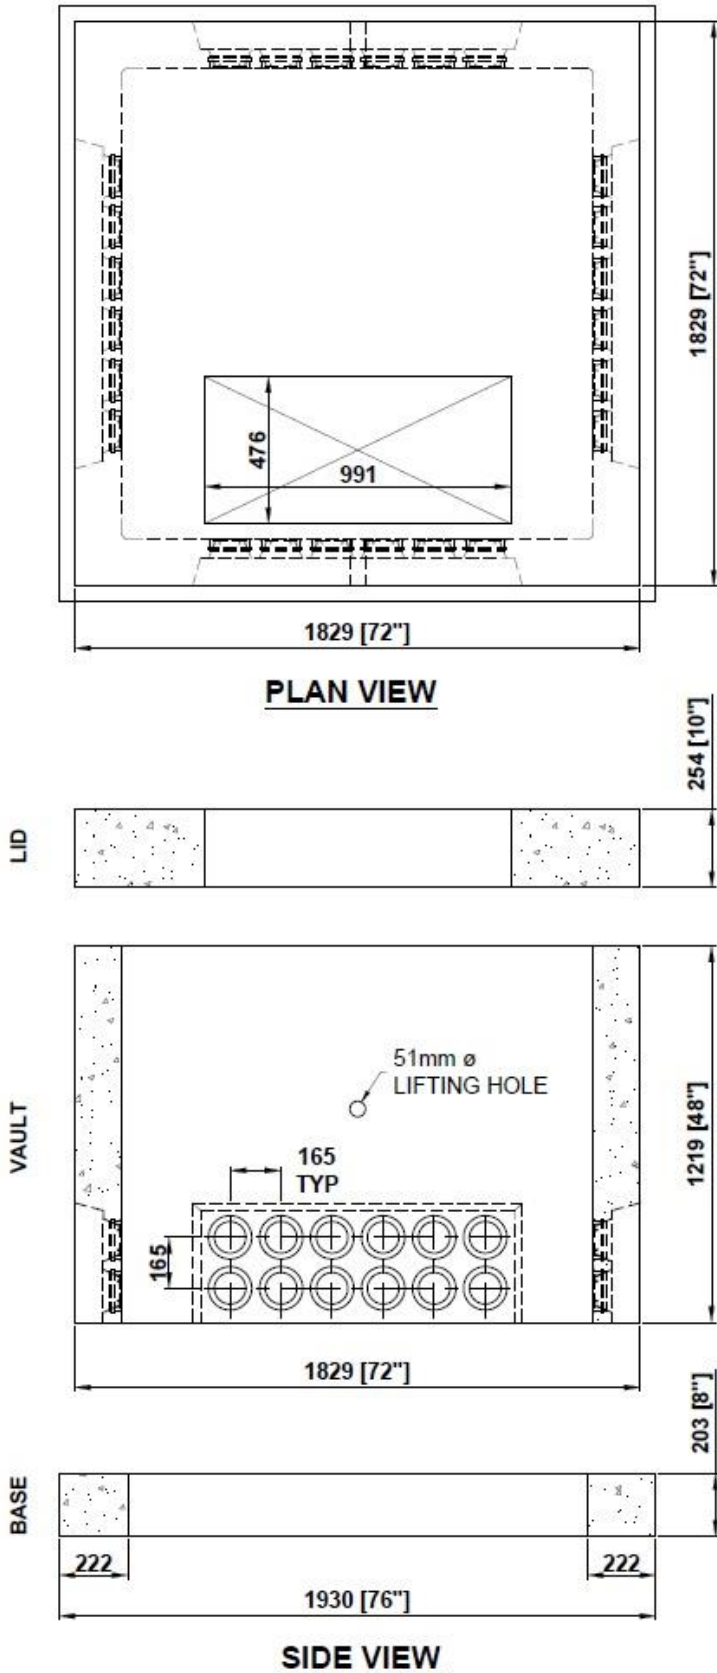 1829 [72"]
476
991
1829 [72"]
PLAN VIEW
254 [10"]
LID
51mm ø
LIFTING HOLE
VAULT
165
TYP
1219 [48"]
165
1829 [72"]
203 [8"]
BASE
222
222
1930 [76"]
SIDE VIEW